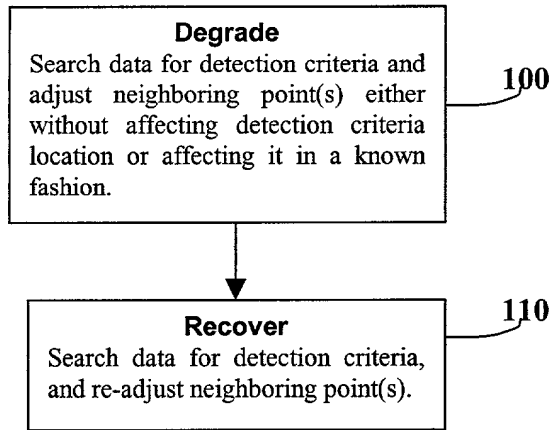 Degrade
Search data for detection criteria and
adjust neighboring point(s) either
without affecting detection criteria
location or affecting it in a known
fashion.
100
Recover
Search data for detection criteria,
and re-adjust neighboring point(s).
110